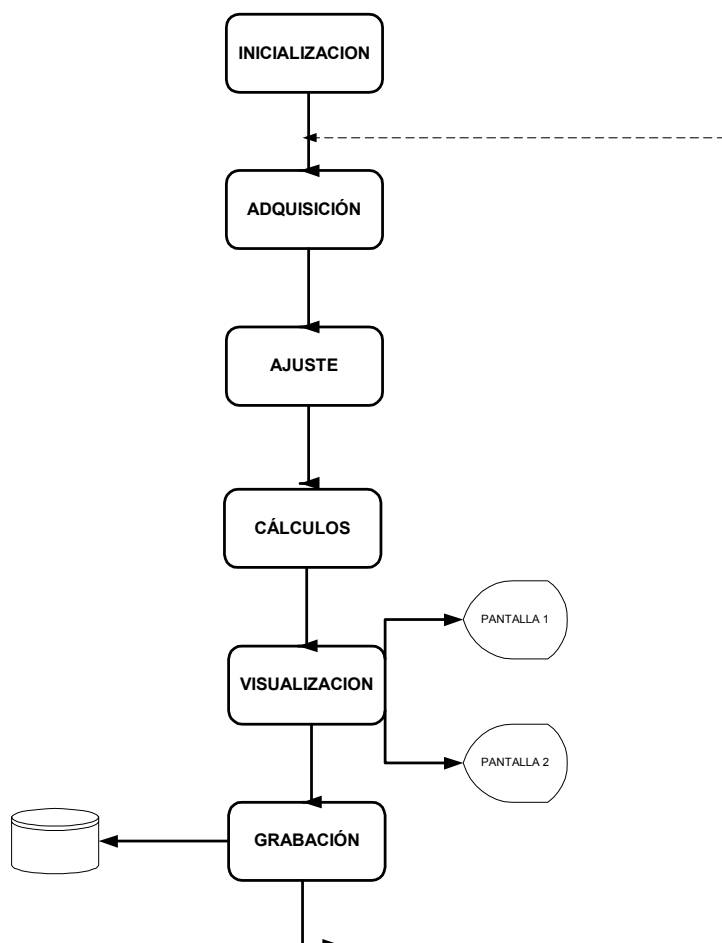 INICIALIZACION
ADQUISICIÓN
AJUSTE
CÁLCULOS
PANTALLA 1
VISUALIZACION
PANTALLA 2
GRABACIÓN